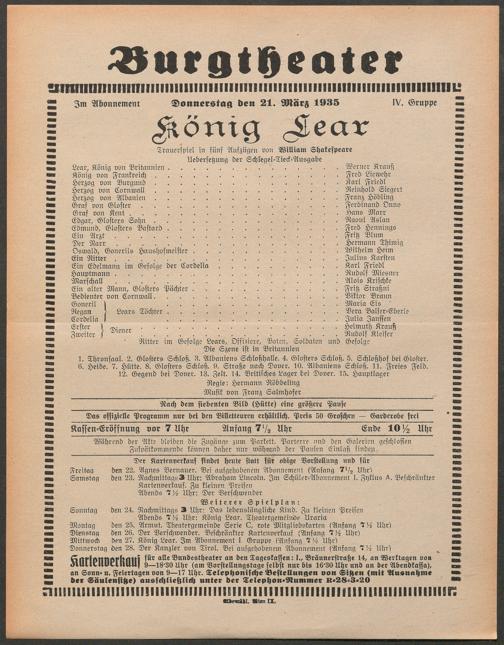 Burgtheater
Im Abonnement Donnerstag den 21. März 1935 IV. Gruppe
König Lear
Trauerspiel in fünf Aufzügen von William Shakespeare
Uebersetzung der Schlegel-Tieck-Ausgabe
Lear, König von Britannien . . . Werner Krauß
König von Frankreich . . . Fred Liewehr
Herzog von Burgund . . . Karl Friedl
Herzog von Cornwall . . . Reinhold Siegert
Herzog von Albanien . . . Franz Höbling
Graf von Gloster . . . Ferdinand Onno
Graf von Kent . . . Hans Marr
Edgar, Glosters Sohn . . . Raoul Aslan
Edmund, Glosters Bastard . . . Fred Hennings
Ein Arzt . . . Fritz Blum
Der Narr . . . Hermann Thimig
Oswald, Gonerils Haushofmeister . . . Wilhelm Heim
Ein Ritter . . . Julius Karsten
Ein Edelmann im Gefolge der Cordelia . . . Karl Friedl
Hauptmann . . . Rudolf Miesner
Marschall . . . Alois Krischke
Ein alter Mann, Glosters Pächter . . . Fritz Straßni
Bedienter von Cornwall . . . Viktor Braun
Goneril . . . Maria Eis
Regan } Lears Töchter . . . Vera Balser-Eberle
Cordelia . . . Julia Janssen
Erster } Diener . . . Helmuth Krauß
Zweiter . . . Rudolf Kleißer
Ritter im Gefolge Lears, Offiziere, Boten, Soldaten und Gefolge
Die Szene ist in Britannien
1. Thronsaal. 2. Glosters Schloß. 3. Albaniens Schloßhalle. 4. Glosters Schloß. 5. Schloßhof bei Gloster.
6. Heide. 7. Hütte. 8. Glosters Schloß. 9. Straße nach Dover. 10. Albaniens Schloß. 11. Freies Feld.
12. Gegend bei Dover. 13. Zelt. 14. Britisches Lager bei Dover. 15. Hauptlager
Regie: Hermann Röbbeling
Musik von Franz Salmhofer
Nach dem siebenten Bild (Hütte) eine größere Pause
Das offizielle Programm nur bei den Billetteuren erhältlich. Preis 50 Groschen — Garderobe frei
Kassen-Eröffnung vor 7 Uhr Anfang 7½ Uhr Ende 10½ Uhr
Während der Akte bleiben die Zugänge zum Parkett, Parterre und den Galerien geschlossen
Zuspätkommende können daher nur während der Pausen Einlaß finden.
Der Kartenverkauf findet heute statt für obige Vorstellung und für
Freitag den 22. Agnes Bernauer. Bei aufgehobenem Abonnement (Anfang 7½ Uhr)
Samstag den 23. Nachmittags 3 Uhr: Abraham Lincoln. Im Schüler-Abonnement I. Zyklus A. Beschränkter
Kartenverkauf. Zu kleinen Preisen
Abends 7½ Uhr: Der Verschwender
Weiterer Spielplan:
Sonntag den 24. Nachmittags 3 Uhr: Das lebenslängliche Kind. Zu kleinen Preisen
Abends 7½ Uhr: König Lear. Theatergemeinde Urania
Montag den 25. Armut. Theatergemeinde Serie C, rote Mitgliedskarten (Anfang 7½ Uhr)
Dienstag den 26. Der Verschwender. Beschränkter Kartenverkauf (Anfang 7½ Uhr)
Mittwoch den 27. König Lear. Im Abonnement I. Gruppe (Anfang 7½ Uhr)
Donnerstag den 28. Der Kanzler von Tirol. Bei aufgehobenem Abonnement (Anfang 7½ Uhr)
Kartenverkauf für alle Bundestheater an den Tageskassen: I., Bräunerstraße 14, an Werktagen von
9—18·30 Uhr (am Vorstellungstage selbst nur bis 16·30 Uhr und an der Abendkassa),
an Sonn- u. Feiertagen von 9—17 Uhr. Telephonische Bestellungen von Sitzen (mit Ausnahme
der Säulensitze) ausschließlich unter der Telephon-Nummer R-28-3-20
Wien IX.